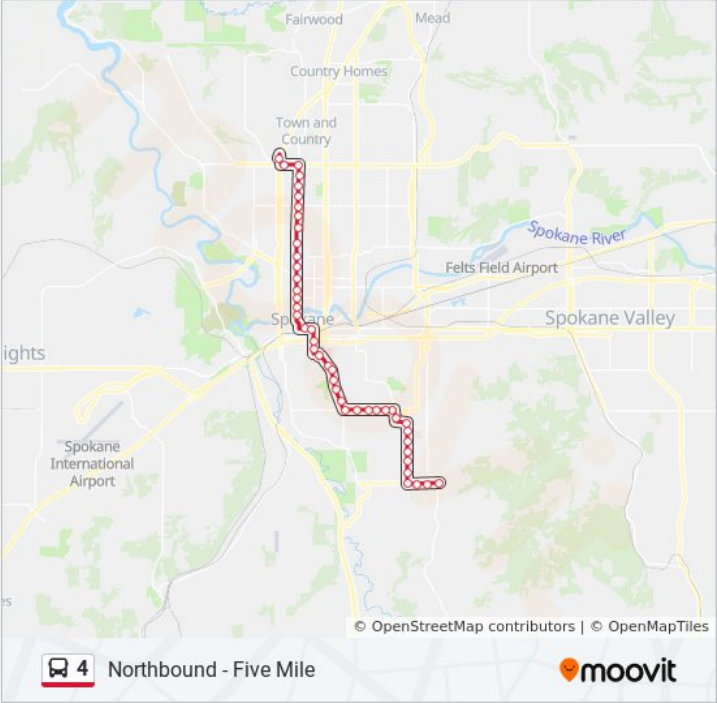 Fairwood
Mead
Country Homes
Town and
Country
Spokane River
Felts Field Airport
Spokane
Spokane Valley
ights
Spokane
International
Airport
es
© OpenStreetMap contributors | © OpenMapTiles
4 Northbound - Five Mile
moovit